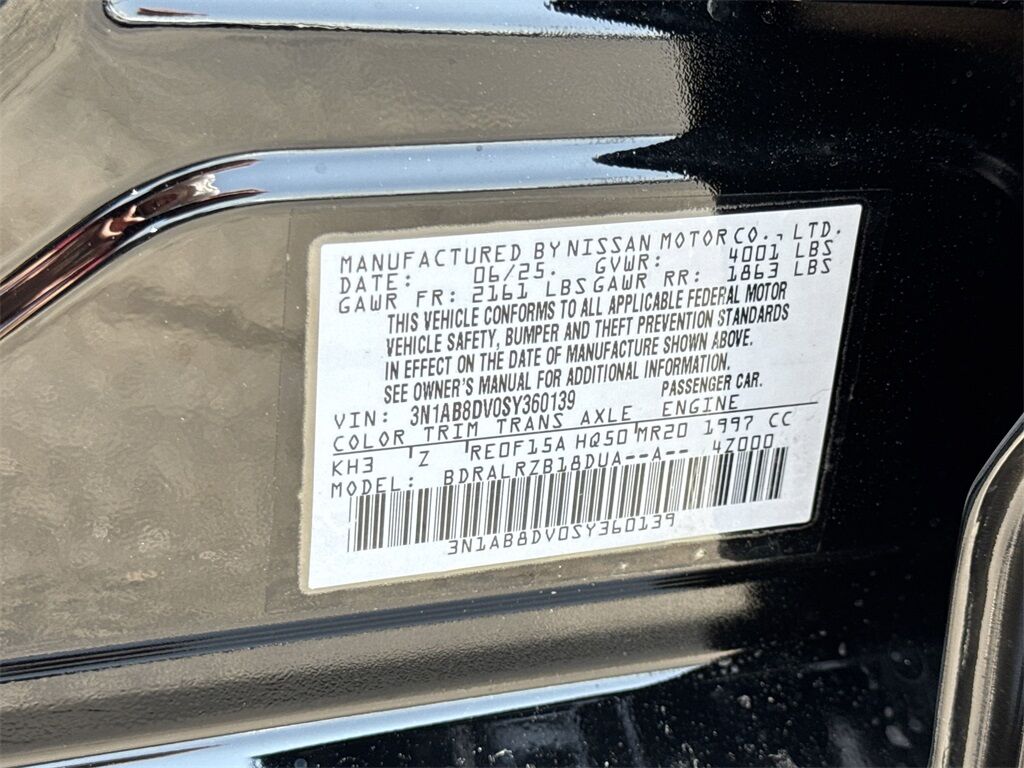 MANUFACTURED BY NISSAN MOTOR CO., LTD.
DATE: 06/25. GVWR: 4001 LBS
GAWR FR: 2161 LBS GAWR RR: 1863 LBS
THIS VEHICLE CONFORMS TO ALL APPLICABLE FEDERAL MOTOR
VEHICLE SAFETY, BUMPER AND THEFT PREVENTION STANDARDS
IN EFFECT ON THE DATE OF MANUFACTURE SHOWN ABOVE.
SEE OWNER'S MANUAL FOR ADDITIONAL INFORMATION.
VIN: 3N1AB8DV0SY360139 PASSENGER CAR.
COLOR TRIM TRANS AXLE ENGINE
KH3 Z RE0F15A HQ50 MR20 1997 CC
MODEL: BDRALRZB18DUA--A-- 4Z000
3N1AB8DV0SY360139